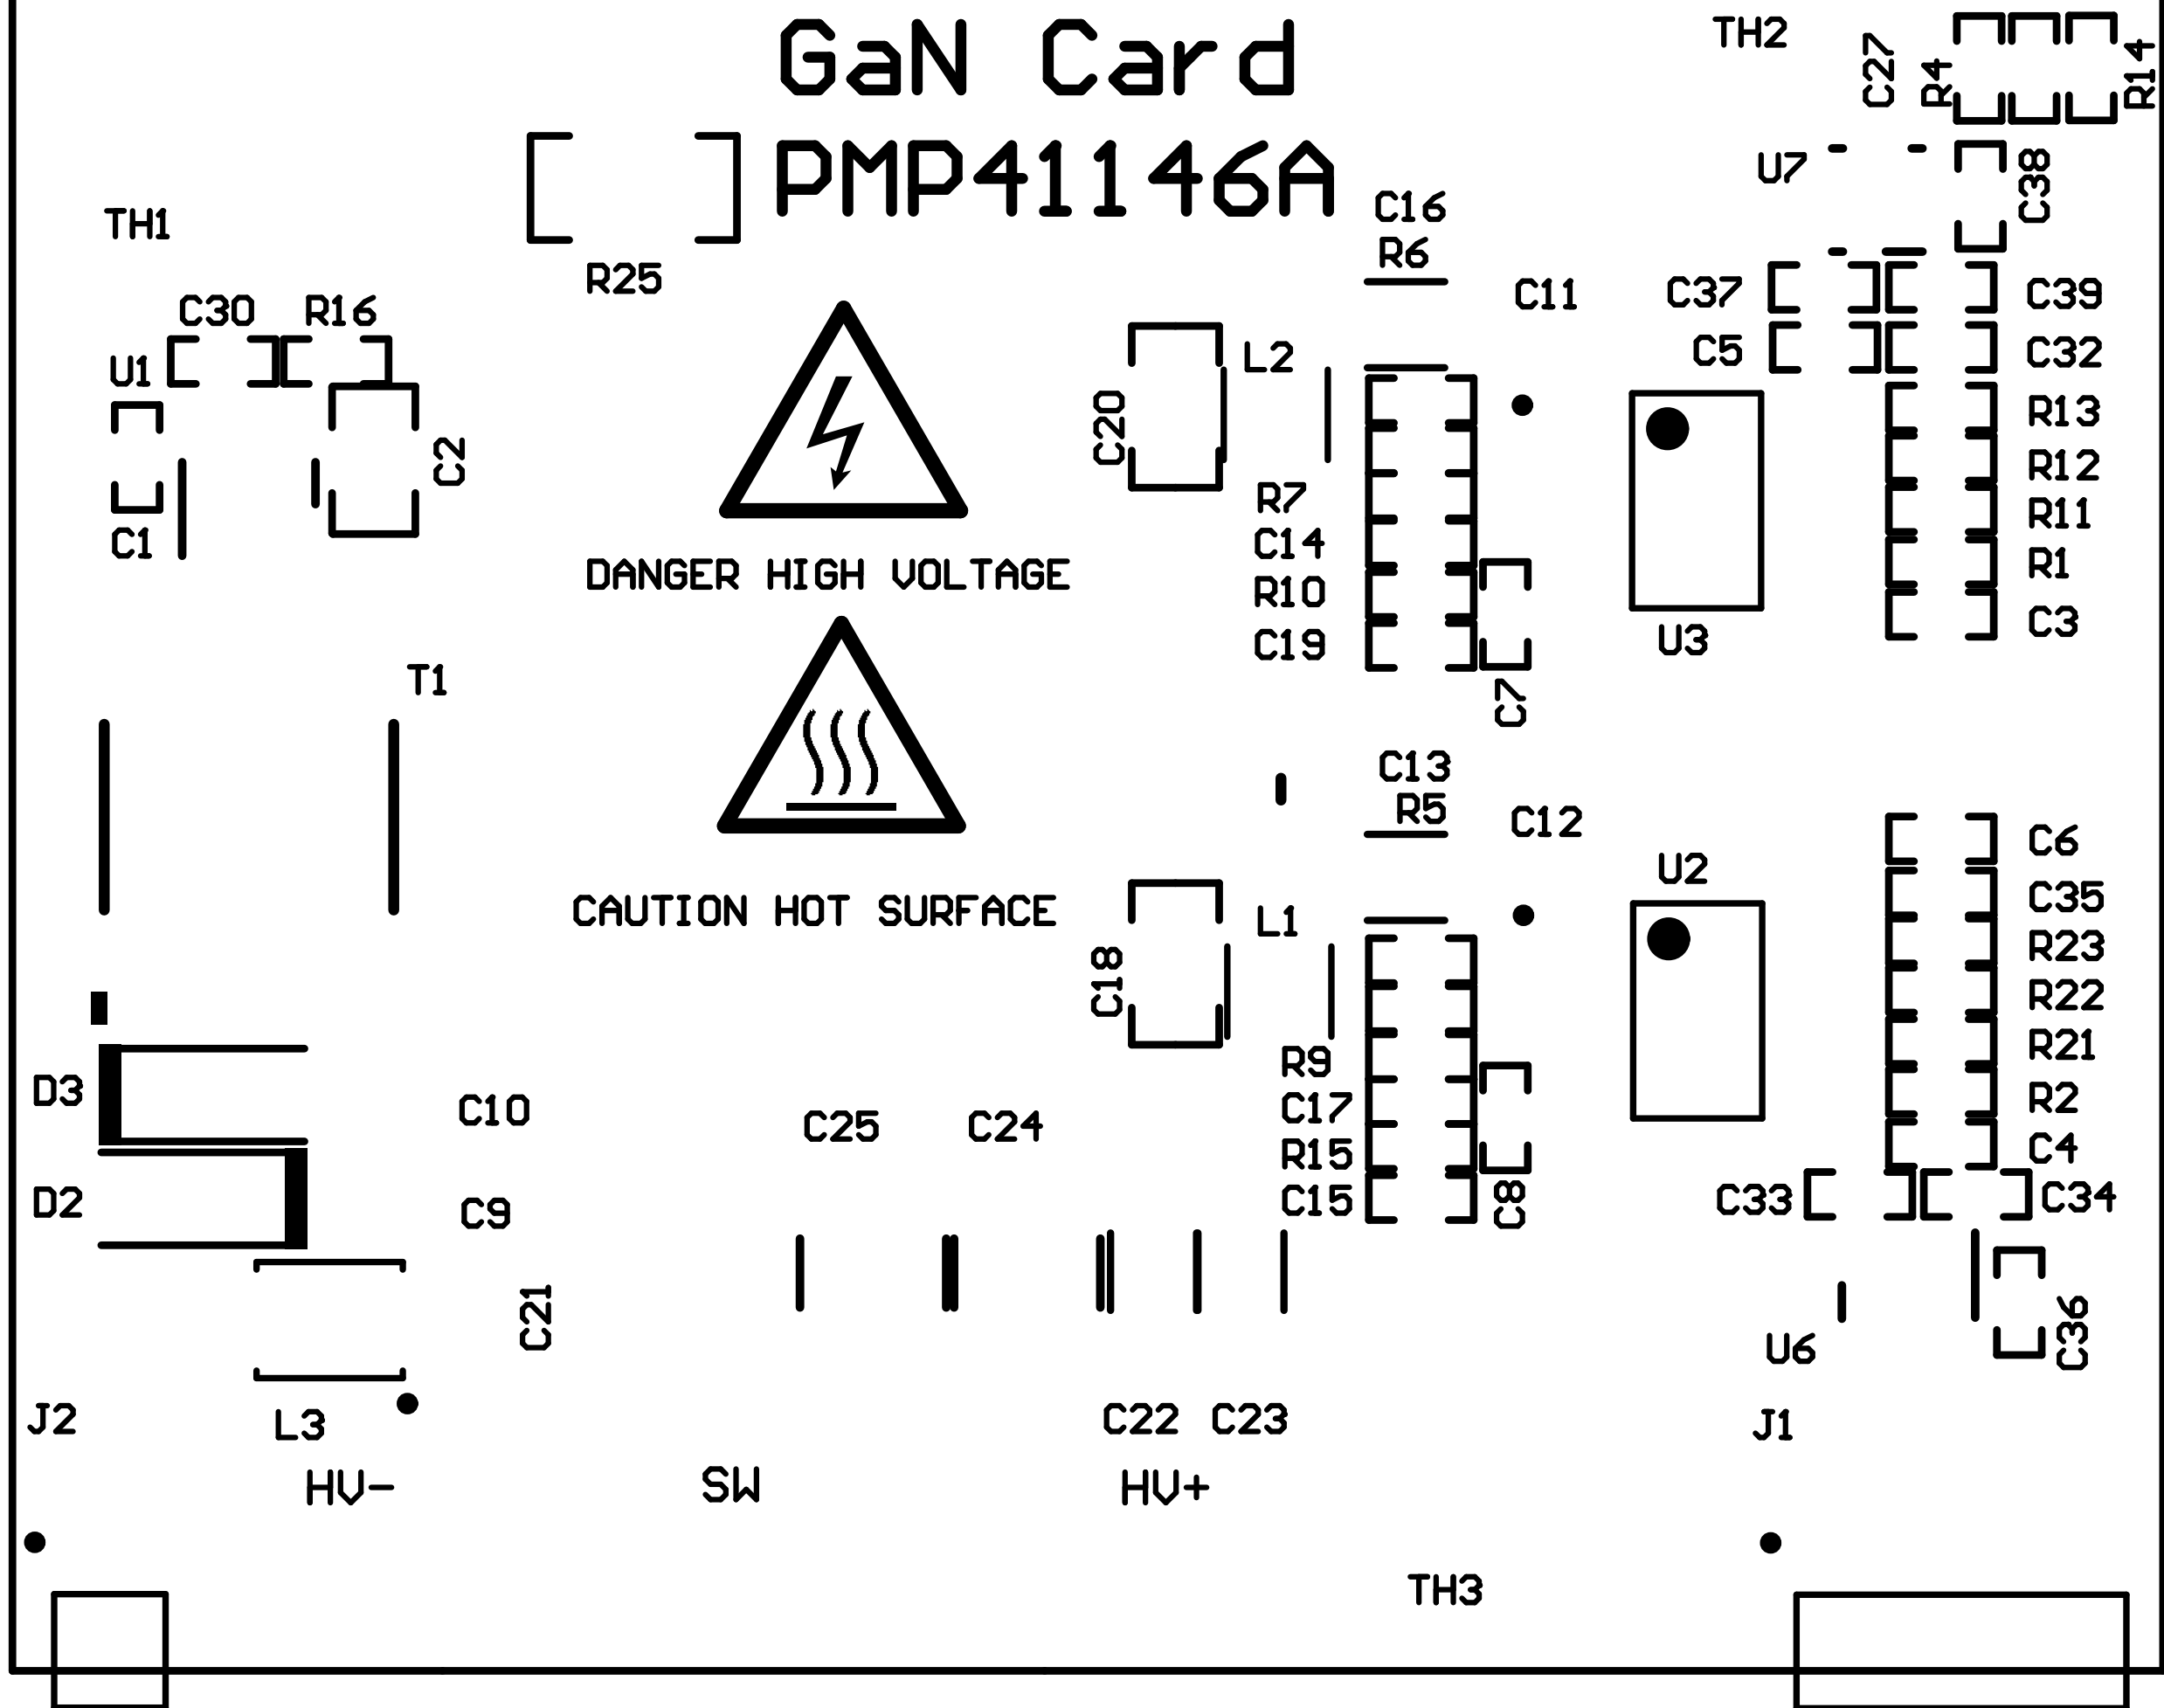 GaN Card
PMP41146A
TH2
C27
R4
R14
U7
C38
TH1
C16
R6
R25
C30
R16
C11
C37
C39
U1
L2
C5
C32
C20
R13
C2
R12
R7
R11
C1
C14
R1
DANGER HIGH VOLTAGE
R10
C3
C19
U3
T1
C7
C13
R5
C12
C6
U2
CAUTION HOT SURFACE
L1
C35
R23
C18
R22
R9
R21
D3
C10
C17
R2
C25
C24
R15
C4
D2
C9
C15
C8
C33
C34
C21
U6
C36
J2
L3
C22
C23
J1
HV-
SW
HV+
TH3